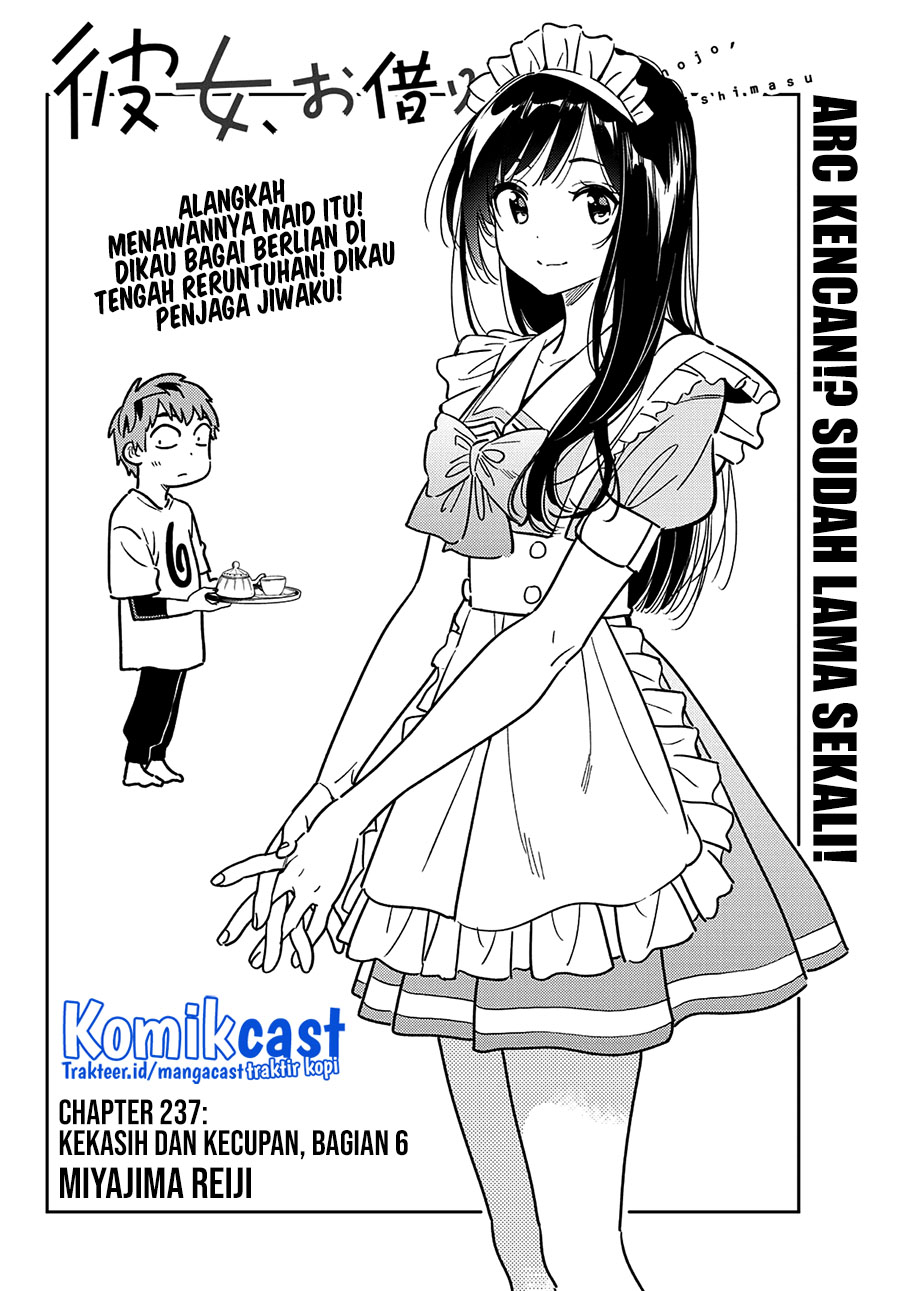 彼女、お借り
nojo,
shimasu
ARC KENCAN!? SUDAH LAMA SEKALI!
ALANGKAH
MENAWANNYA MAID ITU!
DIKAU BAGAI BERLIAN DI
TENGAH RERUNTUHAN! DIKAU
PENJAGA JIWAKU!
Komikcast
Trakteer.id/mangacast traktir kopi
CHAPTER 237:
KEKASIH DAN KECUPAN, BAGIAN 6
MIYAJIMA REIJI